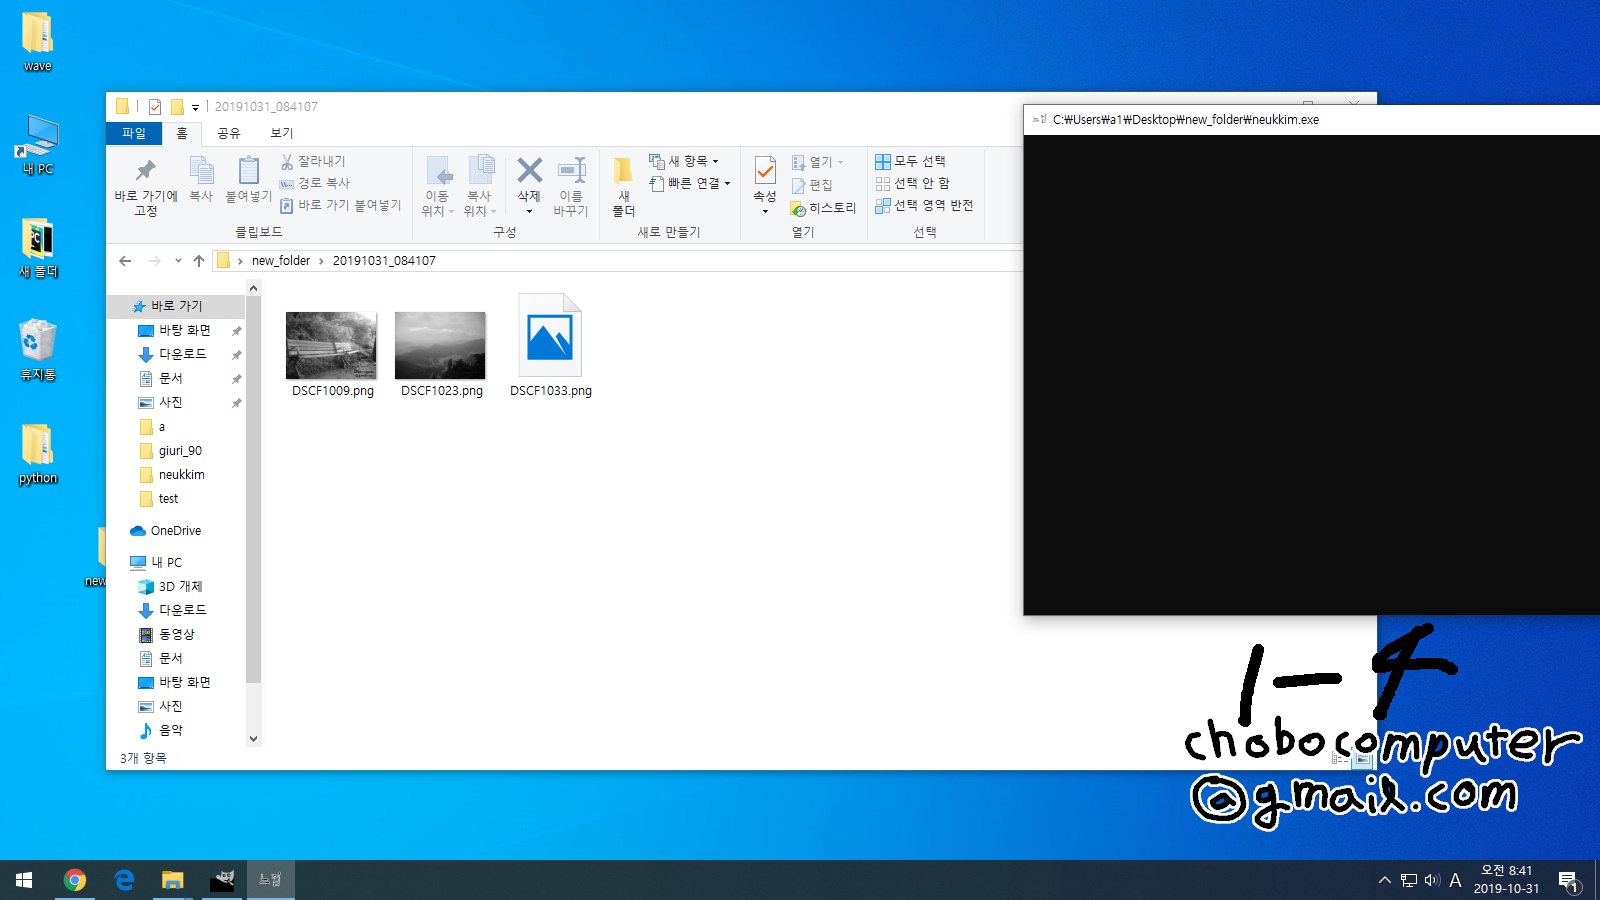 wave
내 PC
새 폴더
휴지통
python
new
20191031_084107
파일 홈 공유 보기
바로 가기에 고정
복사
붙여넣기
잘라내기
경로 복사
바로 가기 붙여넣기
클립보드
이동 위치
복사 위치
삭제
이름 바꾸기
구성
새 폴더
새 항목
빠른 연결
새로 만들기
속성
열기
편집
히스토리
열기
모두 선택
선택 안 함
선택 영역 반전
선택
new_folder › 20191031_084107
바로 가기
바탕 화면
다운로드
문서
사진
a
giuri_90
neukkim
test
OneDrive
내 PC
3D 개체
다운로드
동영상
문서
바탕 화면
사진
음악
DSCF1009.png
DSCF1023.png
DSCF1033.png
3개 항목
느낌 C:₩Users₩a1₩Desktop₩new_folder₩neukkim.exe
1-4
chobocomputer
@gmail.com
느낌
A
오전 8:41
2019-10-31
1